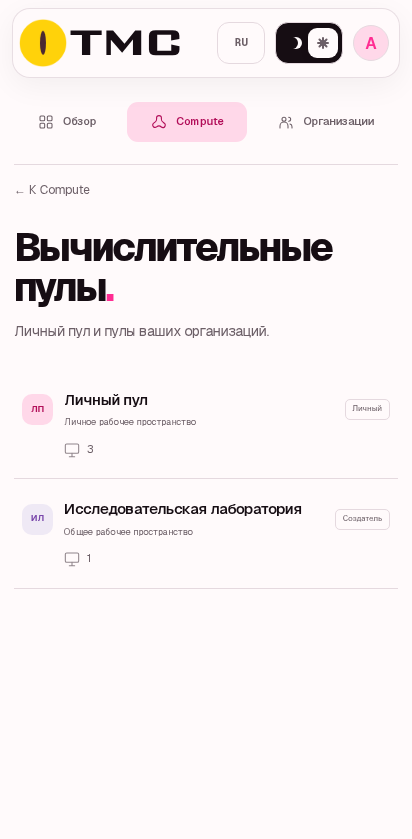 TMC
RU
A
Обзор
Compute
Организации
← К Compute
Вычислительные
пулы.
Личный пул и пулы ваших организаций.
ЛП
Личный пул
Личное рабочее пространство
Личный
3
ИЛ
Исследовательская лаборатория
Общее рабочее пространство
Создатель
1